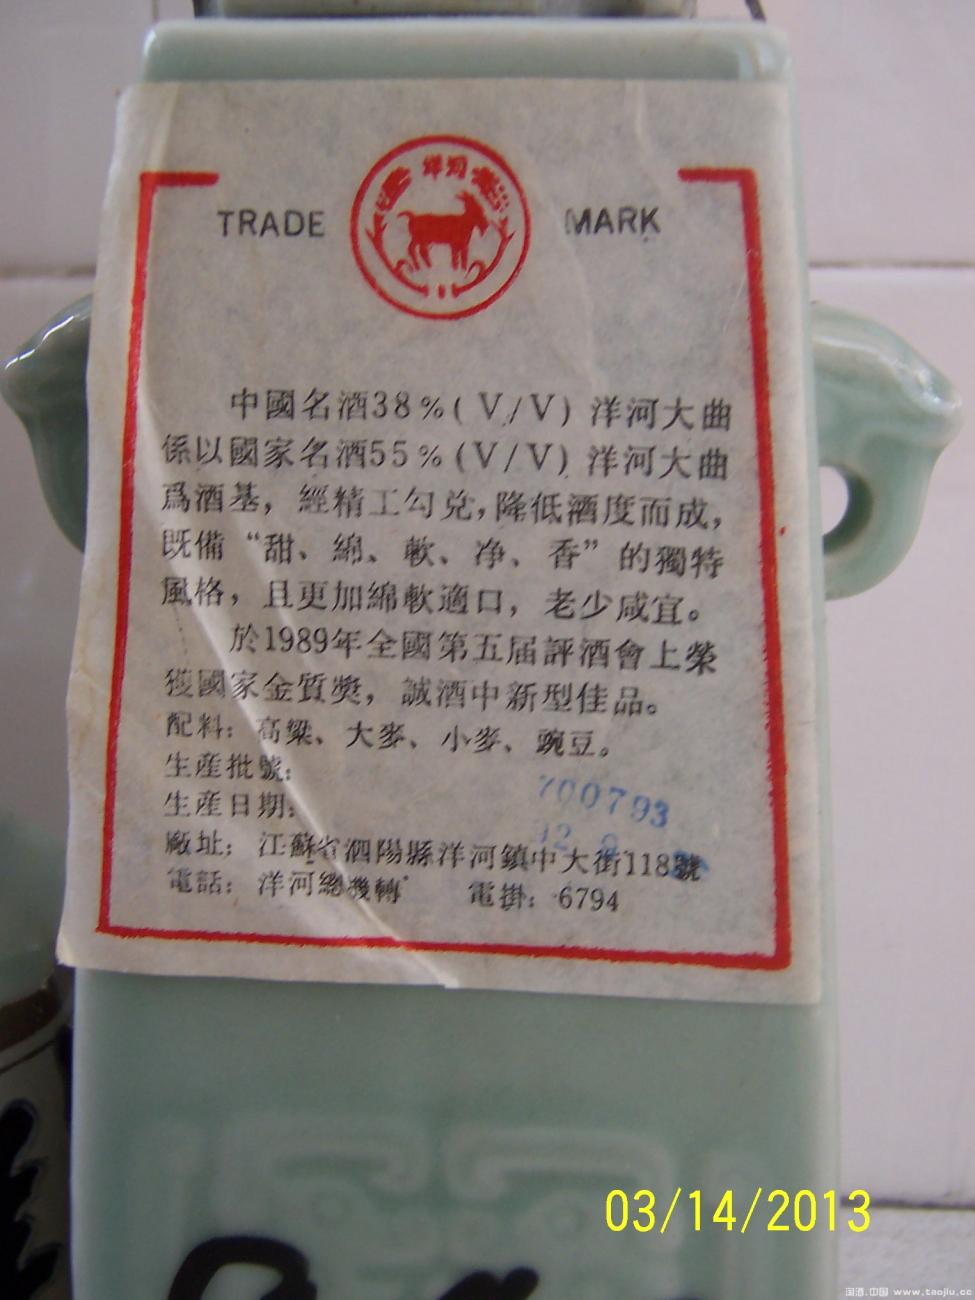 洋河
TRADE MARK
中國名酒38%(V/V)洋河大曲
係以國家名酒55%(V/V)洋河大曲
爲酒基，經精工勾兑，降低酒度而成，
既備“甜、綿、軟、净、香”的獨特
風格，且更加綿軟適口，老少咸宜。
於1989年全國第五届評酒會上榮
獲國家金質獎，誠酒中新型佳品。
配料：高粱、大麥、小麥、豌豆。
生産批號：
700793
生産日期：
廠址：江蘇省泗陽縣洋河鎮中大街118號
電話：洋河總機轉 電掛：6794
03/14/2013
国酒.中国 www.taojiu.cc